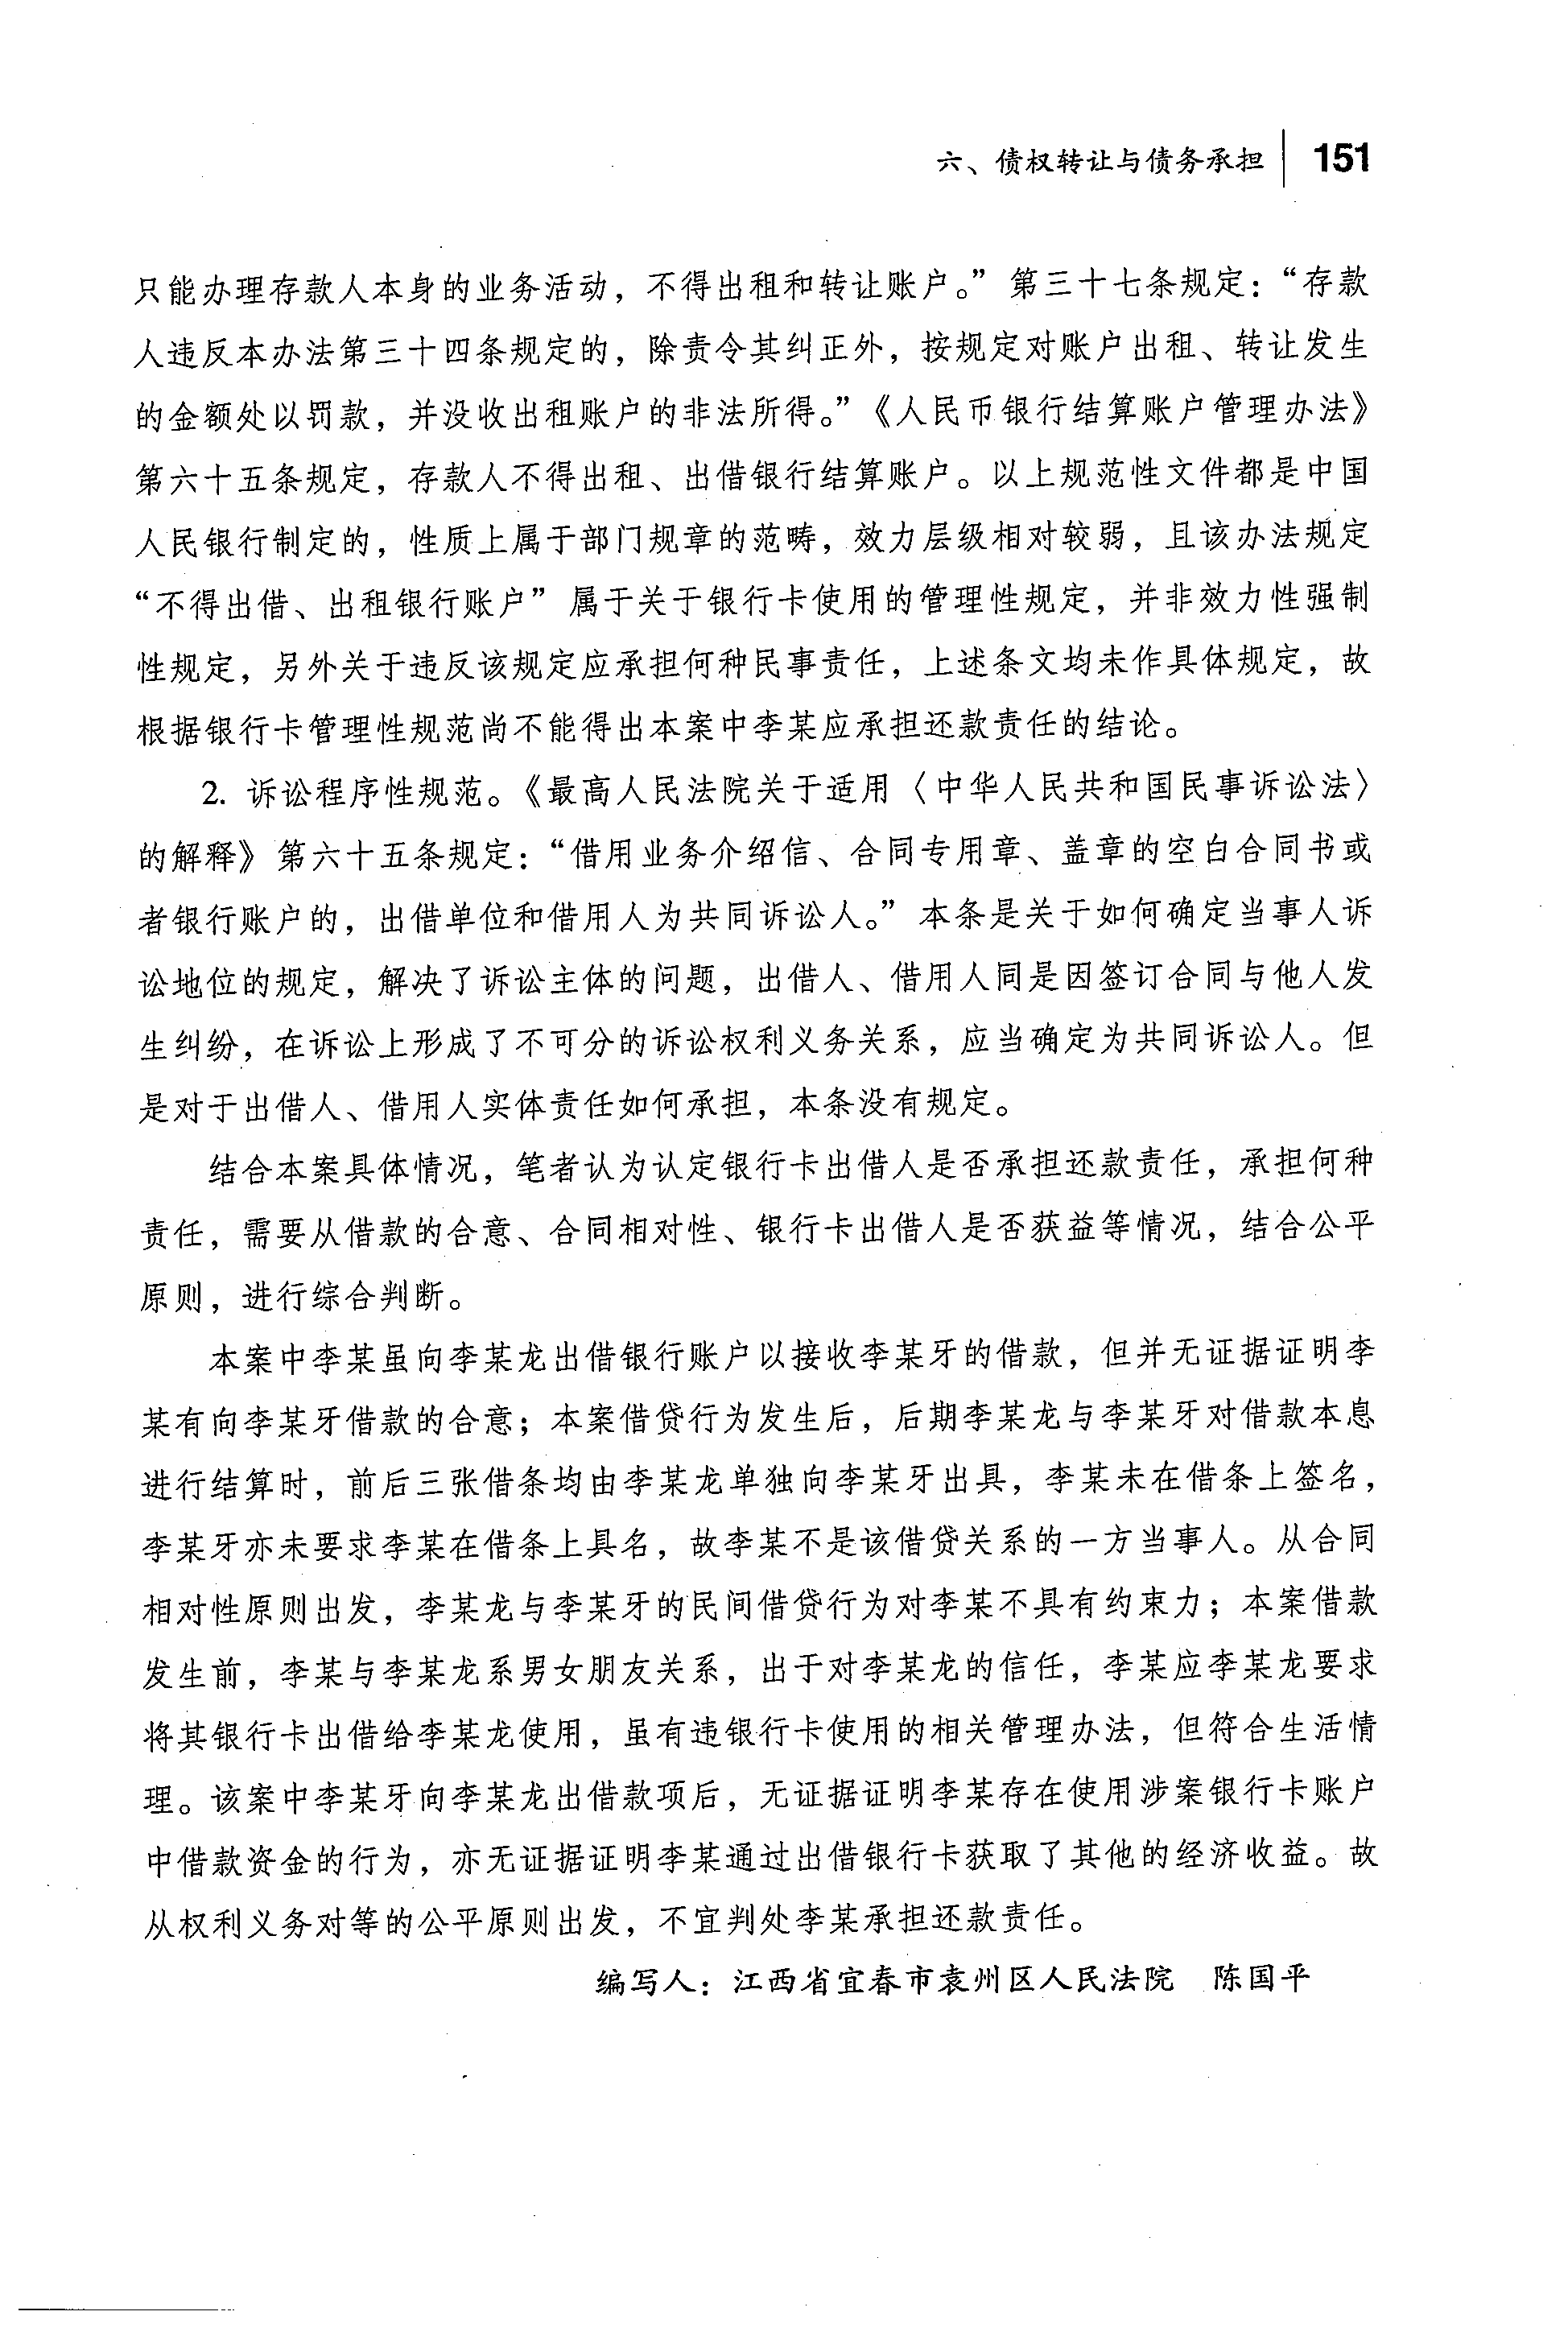 六、债权转让与债务承担 151
只能办理存款人本身的业务活动，不得出租和转让账户。”第三十七条规定：“存款
人违反本办法第三十四条规定的，除责令其纠正外，按规定对账户出租、转让发生
的金额处以罚款，并没收出租账户的非法所得。”《人民币银行结算账户管理办法》
第六十五条规定，存款人不得出租、出借银行结算账户。以上规范性文件都是中国
人民银行制定的，性质上属于部门规章的范畴，效力层级相对较弱，且该办法规定
“不得出借、出租银行账户”属于关于银行卡使用的管理性规定，并非效力性强制
性规定，另外关于违反该规定应承担何种民事责任，上述条文均未作具体规定，故
根据银行卡管理性规范尚不能得出本案中李某应承担还款责任的结论。
2. 诉讼程序性规范。《最高人民法院关于适用〈中华人民共和国民事诉讼法〉
的解释》第六十五条规定：“借用业务介绍信、合同专用章、盖章的空白合同书或
者银行账户的，出借单位和借用人为共同诉讼人。”本条是关于如何确定当事人诉
讼地位的规定，解决了诉讼主体的问题，出借人、借用人同是因签订合同与他人发
生纠纷，在诉讼上形成了不可分的诉讼权利义务关系，应当确定为共同诉讼人。但
是对于出借人、借用人实体责任如何承担，本条没有规定。
结合本案具体情况，笔者认为认定银行卡出借人是否承担还款责任，承担何种
责任，需要从借款的合意、合同相对性、银行卡出借人是否获益等情况，结合公平
原则，进行综合判断。
本案中李某虽向李某龙出借银行账户以接收李某牙的借款，但并无证据证明李
某有向李某牙借款的合意；本案借贷行为发生后，后期李某龙与李某牙对借款本息
进行结算时，前后三张借条均由李某龙单独向李某牙出具，李某未在借条上签名，
李某牙亦未要求李某在借条上具名，故李某不是该借贷关系的一方当事人。从合同
相对性原则出发，李某龙与李某牙的民间借贷行为对李某不具有约束力；本案借款
发生前，李某与李某龙系男女朋友关系，出于对李某龙的信任，李某应李某龙要求
将其银行卡出借给李某龙使用，虽有违银行卡使用的相关管理办法，但符合生活情
理。该案中李某牙向李某龙出借款项后，无证据证明李某存在使用涉案银行卡账户
中借款资金的行为，亦无证据证明李某通过出借银行卡获取了其他的经济收益。故
从权利义务对等的公平原则出发，不宜判处李某承担还款责任。
编写人：江西省宜春市袁州区人民法院 陈国平